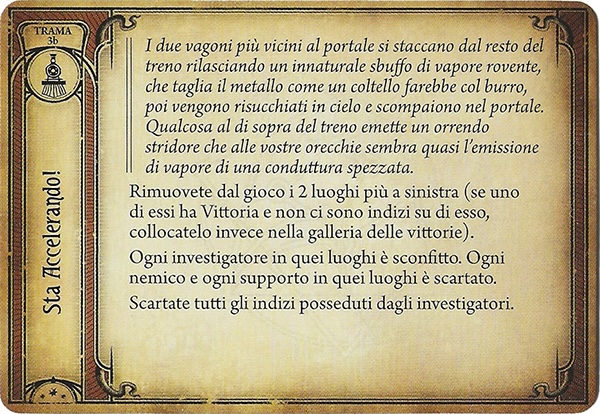 TRAMA
3b
Sta Accelerando!
I due vagoni più vicini al portale si staccano dal resto del
treno rilasciando un innaturale sbuffo di vapore rovente,
che taglia il metallo come un coltello farebbe col burro,
poi vengono risucchiati in cielo e scompaiono nel portale.
Qualcosa al di sopra del treno emette un orrendo
stridore che alle vostre orecchie sembra quasi l'emissione
di vapore di una conduttura spezzata.
Rimuovete dal gioco i 2 luoghi più a sinistra (se uno
di essi ha Vittoria e non ci sono indizi su di esso,
collocatelo invece nella galleria delle vittorie).
Ogni investigatore in quei luoghi è sconfitto. Ogni
nemico e ogni supporto in quei luoghi è scartato.
Scartate tutti gli indizi posseduti dagli investigatori.